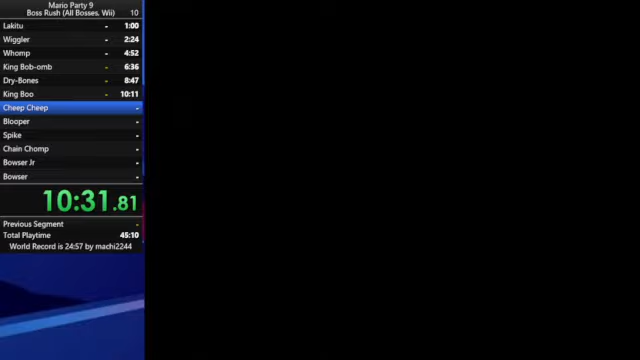 Mario Party 9
Boss Rush (All Bosses, Wii) 10
Lakitu - 1:00
Wiggler - 2:24
Whomp - 4:52
King Bob-omb - 6:36
Dry-Bones - 8:47
King Boo - 10:11
Cheep Cheep -
Blooper -
Spike -
Chain Chomp -
Bowser Jr -
Bowser -
10:31.81
Previous Segment -
Total Playtime 45:10
World Record is 24:57 by machi2244